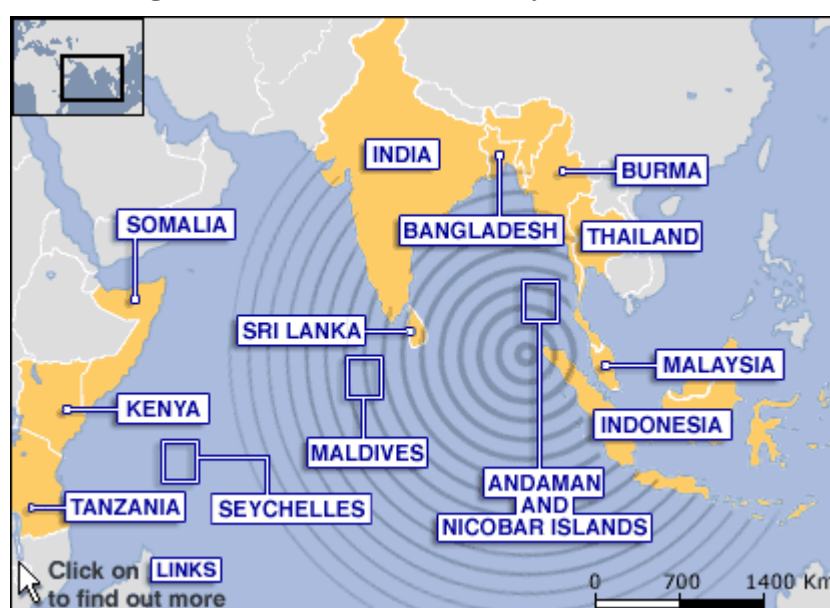 INDIA
BURMA
SOMALIA
BANGLADESH
THAILAND
SRI LANKA
MALAYSIA
KENYA
INDONESIA
MALDIVES
ANDAMAN
AND
NICOBAR ISLANDS
TANZANIA
SEYCHELLES
Click on LINKS
to find out more
0 700 1400 Km